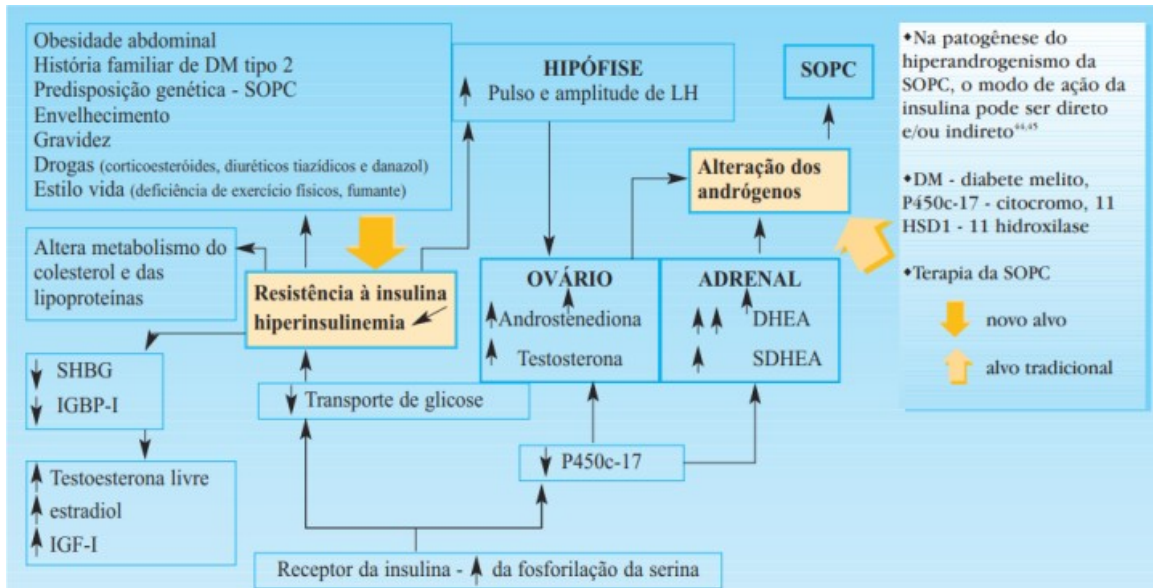 Obesidade abdominal
História familiar de DM tipo 2
Predisposição genética - SOPC
Envelhecimento
Gravidez
Drogas (corticoesteróides, diuréticos tiazídicos e danazol)
Estilo vida (deficiência de exercício físicos, fumante)
HIPÓFISE
Pulso e amplitude de LH
SOPC
Alteração dos
andrógenos
Altera metabolismo do
colesterol e das
lipoproteínas
Resistência à insulina
hiperinsulinemia
OVÁRIO
Androstenediona
Testosterona
ADRENAL
DHEA
SDHEA
SHBG
IGBP-I
Transporte de glicose
P450c-17
Testoesterona livre
estradiol
IGF-I
Receptor da insulina - da fosforilação da serina
Na patogênese do
hiperandrogenismo da
SOPC, o modo de ação da
insulina pode ser direto
e/ou indireto44,45
DM - diabete melito,
P450c-17 - citocromo, 11
HSD1 - 11 hidroxilase
Terapia da SOPC
novo alvo
alvo tradicional